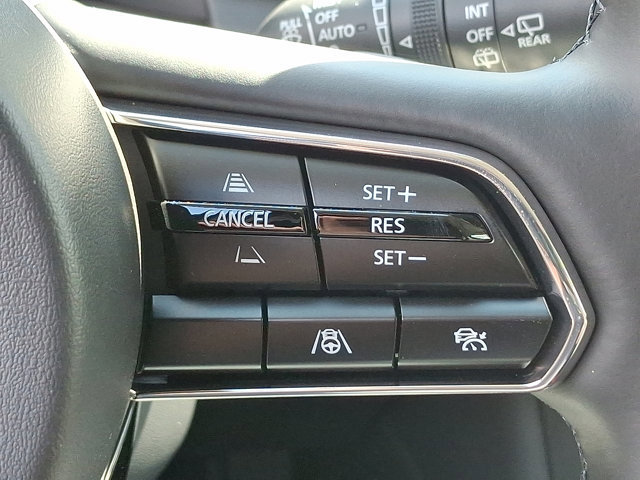 PULL
OFF
AUTO
INT
OFF
REAR
SET+
CANCEL
RES
SET-